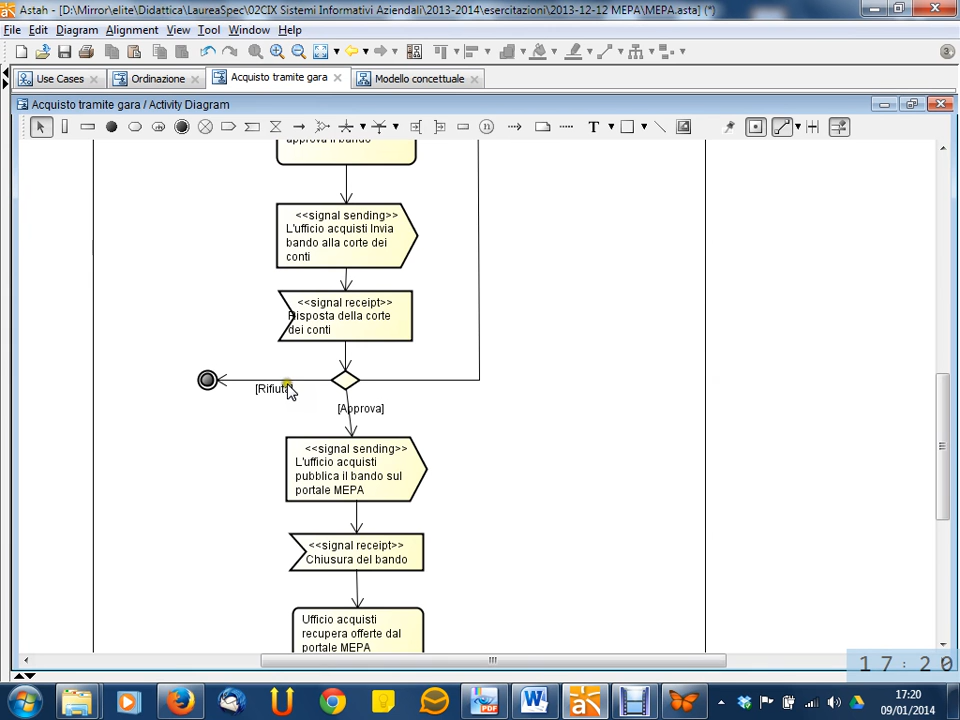 Astah - [D:\Mirror\elite\Didattica\LaureaSpec\02CIX Sistemi Informativi Aziendali\2013-2014\esercitazioni\2013-12-12 MEPA\MEPA.asta] (*)
File Edit Diagram Alignment View Tool Window Help
Use Cases Ordinazione Acquisto tramite gara Modello concettuale
Acquisto tramite gara / Activity Diagram
approva il bando
<<signal sending>>
L'ufficio acquisti Invia
bando alla corte dei
conti
<<signal receipt>>
Risposta della corte
dei conti
[Rifiuta]
[Approva]
<<signal sending>>
L'ufficio acquisti
pubblica il bando sul
portale MEPA
<<signal receipt>>
Chiusura del bando
Ufficio acquisti
recupera offerte dal
portale MEPA
17:20
17:20
09/01/2014